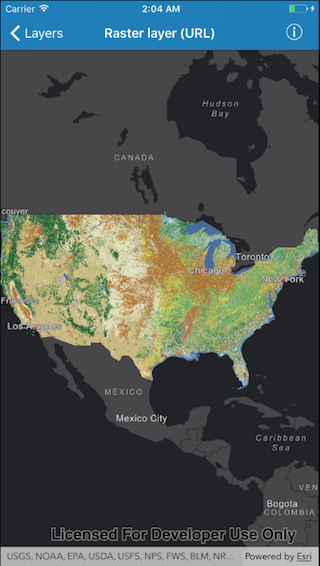 Carrier 2:04 AM
Layers Raster layer (URL)
Hudson
Bay
CANADA
couver
Toronto
Chicago
New York
Los Angeles
MÉXICO
Mexico City
Caribbean
Sea
VEN
Bogota
COLOMBIA
Licensed For Developer Use Only
USGS, NOAA, EPA, USDA, USFS, NPS, FWS, BLM, NR... Powered by Esri